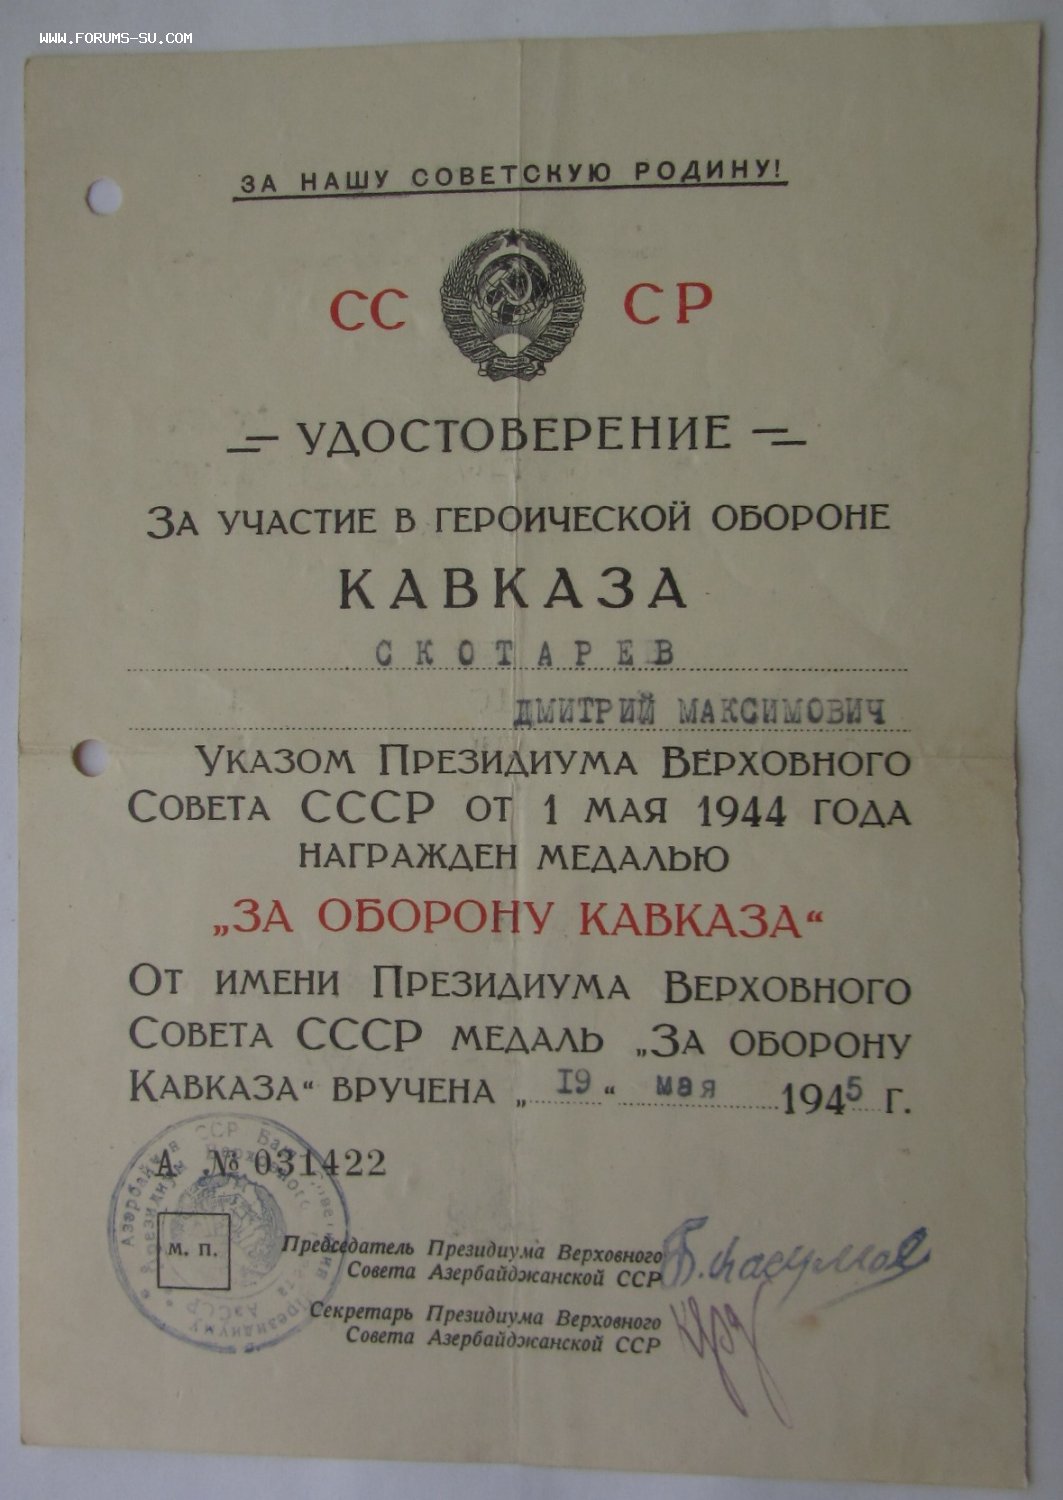 WWW.FORUMS-SU.COM
ЗА НАШУ СОВЕТСКУЮ РОДИНУ!
СС СР
УДОСТОВЕРЕНИЕ
ЗА УЧАСТИЕ В ГЕРОИЧЕСКОЙ ОБОРОНЕ
КАВКАЗА
СКОТАРЕВ
ДМИТРИЙ МАКСИМОВИЧ
УКАЗОМ ПРЕЗИДИУМА ВЕРХОВНОГО
СОВЕТА СССР ОТ 1 МАЯ 1944 ГОДА
НАГРАЖДЕН МЕДАЛЬЮ
„ЗА ОБОРОНУ КАВКАЗА“
ОТ ИМЕНИ ПРЕЗИДИУМА ВЕРХОВНОГО
СОВЕТА СССР МЕДАЛЬ „ЗА ОБОРОНУ
КАВКАЗА“ ВРУЧЕНА „19“ мая 1945 г.
А № 031422
М. П.
Председатель Президиума Верховного
Совета Азербайджанской ССР
Секретарь Президиума Верховного
Совета Азербайджанской ССР